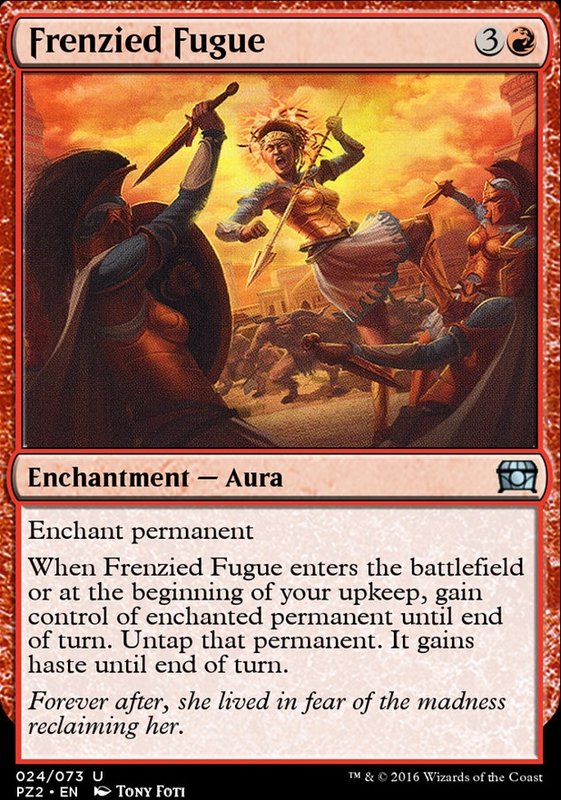 Frenzied Fugue 3
Enchantment — Aura
Enchant permanent
When Frenzied Fugue enters the battlefield
or at the beginning of your upkeep, gain
control of enchanted permanent until end
of turn. Untap that permanent. It gains
haste until end of turn.
Forever after, she lived in fear of the madness
reclaiming her.
024/073 U
PZ2 • EN Tony Foti
™ & © 2016 Wizards of the Coast